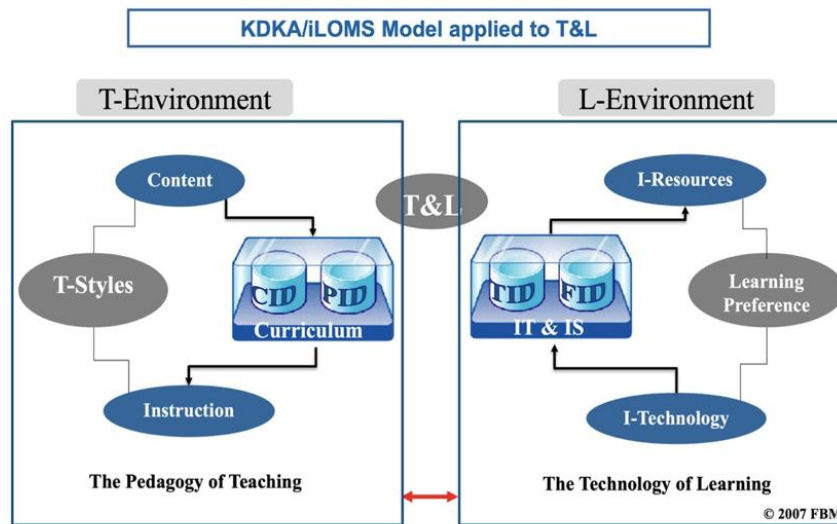 KDKA/iLOMS Model applied to T&L
T-Environment
L-Environment
Content
T&L
I-Resources
T-Styles
CID
PID
Curriculum
TID
FID
IT & IS
Learning
Preference
Instruction
I-Technology
The Pedagogy of Teaching
The Technology of Learning
© 2007 FBM